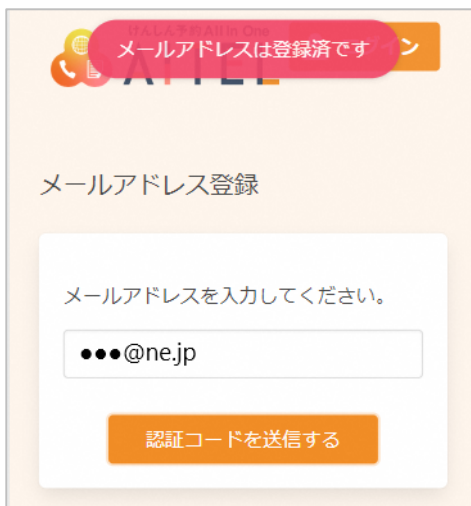 けんしん予約All in One
メールアドレスは登録済です
イン
メールアドレス登録
メールアドレスを入力してください。
●●●@ne.jp
認証コードを送信する